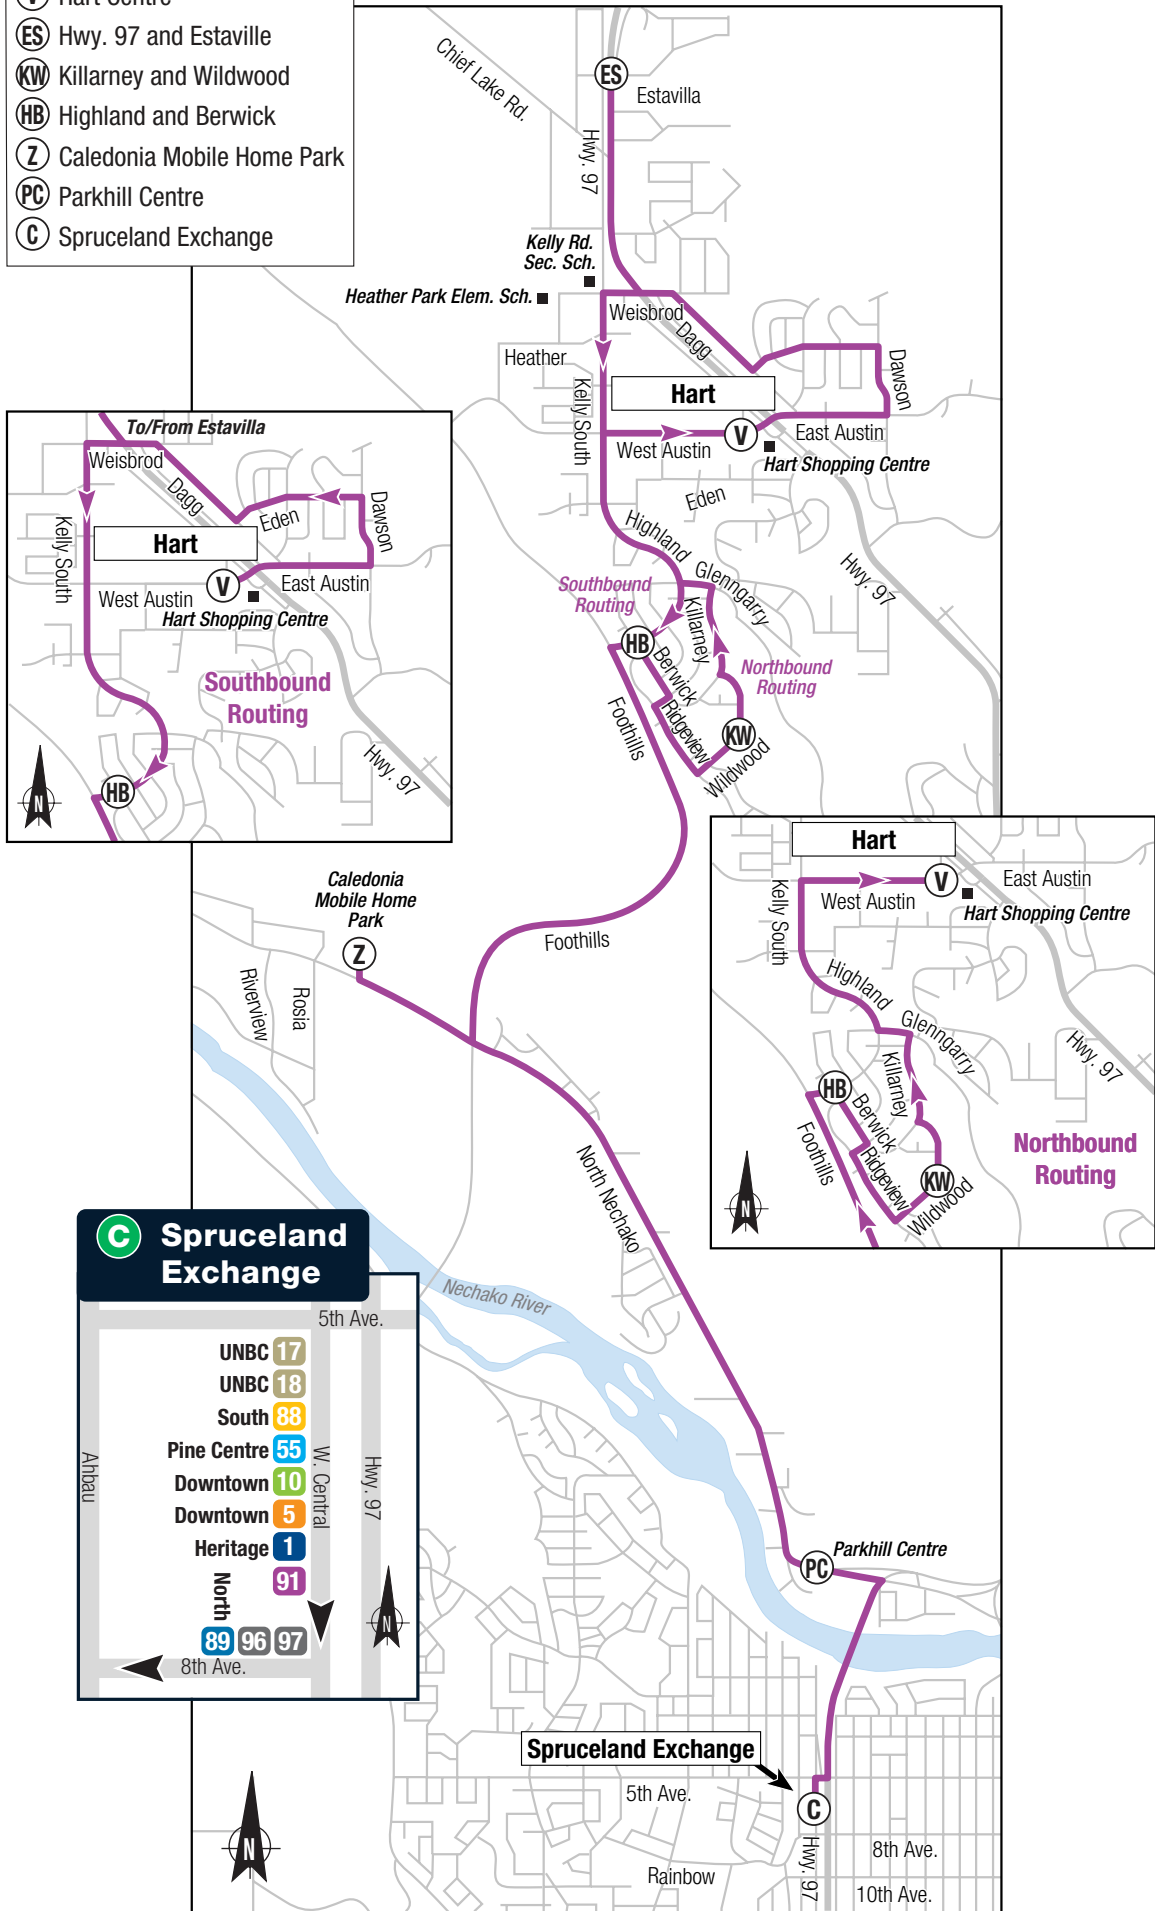 V Hart Centre
ES Hwy. 97 and Estaville
KW Killarney and Wildwood
HB Highland and Berwick
Z Caledonia Mobile Home Park
PC Parkhill Centre
C Spruceland Exchange
Chief Lake Rd.
ES
Estavilla
Hwy. 97
Kelly Rd.
Sec. Sch.
Heather Park Elem. Sch.
Weisbrod
Dagg
Heather
Kelly South
Hart
Dawson
V
West Austin
East Austin
Hart Shopping Centre
Eden
Highland
Hwy. 97
Southbound
Routing
Glenngarry
Killarney
HB
Berwick
Northbound
Routing
Foothills
Ridgeview
KW
Wildwood
To/From Estavilla
Weisbrod
Dagg
Eden
Dawson
Kelly South
Hart
V
East Austin
West Austin
Hart Shopping Centre
Southbound
Routing
Hwy. 97
HB
N
Hart
Kelly South
V
East Austin
West Austin
Hart Shopping Centre
Highland
Glenngarry
Hwy. 97
Killarney
HB
Berwick
Foothills
Ridgeview
KW
Wildwood
Northbound
Routing
N
Caledonia
Mobile Home
Park
Z
Foothills
Riverview
Rosia
North Nechako
Nechako River
C Spruceland
Exchange
5th Ave.
UNBC 17
UNBC 18
South 88
Pine Centre 55
Downtown 10
Downtown 5
Heritage 1
91
North
89 96 97
8th Ave.
Ahbau
W. Central
Hwy. 97
N
PC
Parkhill Centre
Spruceland Exchange
5th Ave.
C
Hwy. 97
8th Ave.
Rainbow
10th Ave.
N